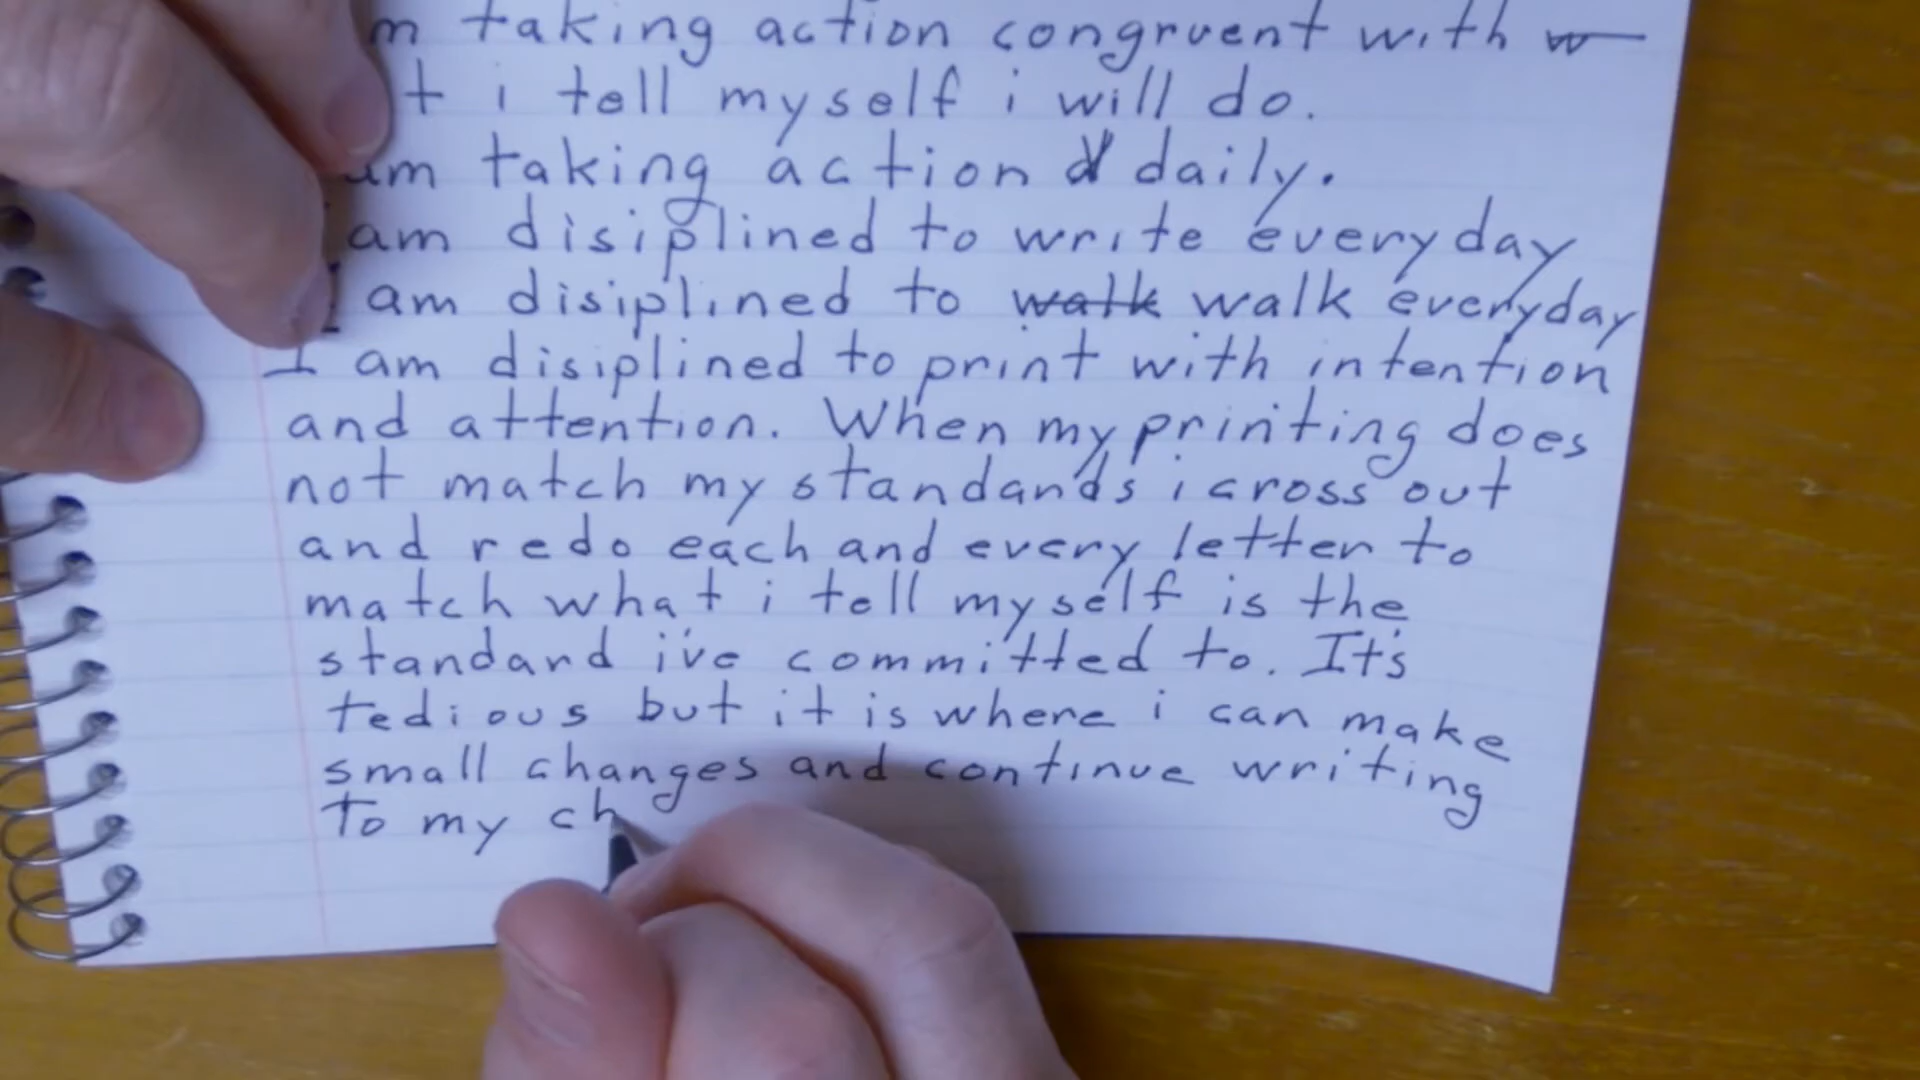 m taking action congruent with w
t i tell myself i will do.
am taking action d daily.
I am disiplined to write everyday
I am disiplined to walk walk everyday
I am disiplined to print with intention
and attention. When my printing does
not match my standards i cross out
and redo each and every letter to
match what i tell myself is the
standard i've committed to. It's
tedious but it is where i can make
small changes and continue writing
To my ch